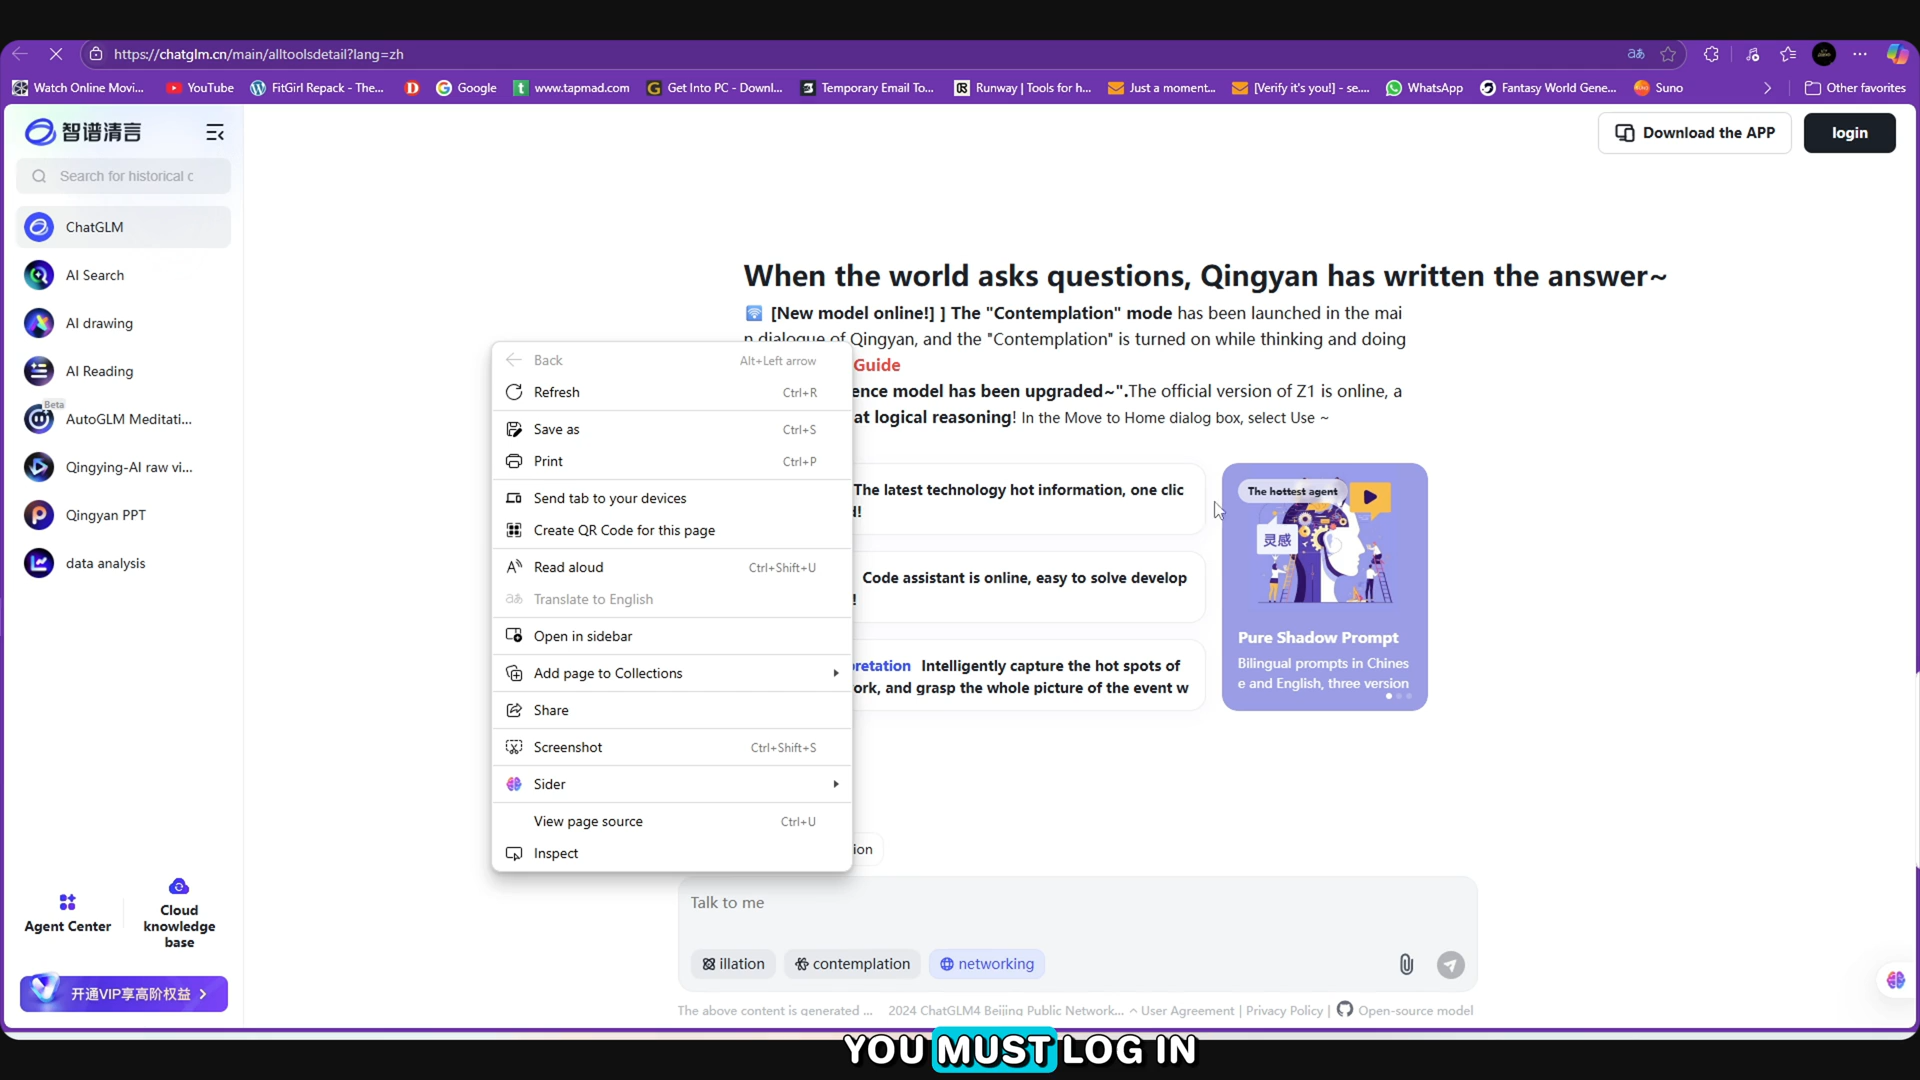 https://chatglm.cn/main/alltoolsdetail?lang=zh
Watch Online Movi... YouTube FitGirl Repack - The... Google www.tapmad.com Get Into PC - Downl... Temporary Email To... Runway | Tools for h... Just a moment... [Verify it's you!] - se.... WhatsApp Fantasy World Gene... Suno Other favorites
智谱清言
Search for historical c
ChatGLM
AI Search
AI drawing
AI Reading
Beta
AutoGLM Meditati...
Qingying-AI raw vi...
Qingyan PPT
data analysis
Agent Center
Cloud
knowledge
base
开通VIP享高阶权益
Download the APP
login
When the world asks questions, Qingyan has written the answer~
[New model online!] ] The "Contemplation" mode has been launched in the mai
n dialogue of Qingyan, and the "Contemplation" is turned on while thinking and doing
Guide
ence model has been upgraded~".The official version of Z1 is online, a
at logical reasoning! In the Move to Home dialog box, select Use ~
Back Alt+Left arrow
Refresh Ctrl+R
Save as Ctrl+S
Print Ctrl+P
Send tab to your devices
Create QR Code for this page
Read aloud Ctrl+Shift+U
Translate to English
Open in sidebar
Add page to Collections
Share
Screenshot Ctrl+Shift+S
Sider
View page source Ctrl+U
Inspect
The latest technology hot information, one clic
!
Code assistant is online, easy to solve develop
!
retation Intelligently capture the hot spots of
ork, and grasp the whole picture of the event w
The hottest agent
灵感
Pure Shadow Prompt
Bilingual prompts in Chines
e and English, three version
ion
Talk to me
illation contemplation networking
The above content is generated ... 2024 ChatGLM4 Beijing Public Network... ^ User Agreement | Privacy Policy | Open-source model
YOU MUST LOG IN